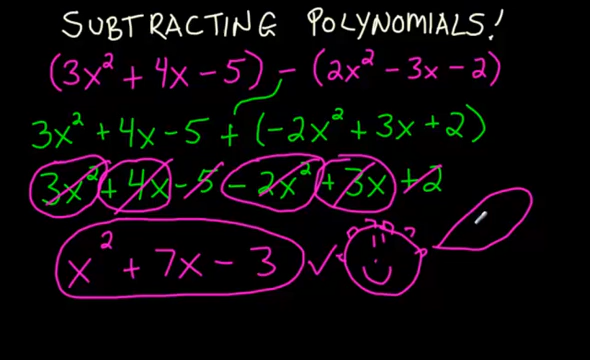 SUBTRACTING POLYNOMIALS!
(3x² + 4x - 5) - (2x² - 3x - 2)
3x² + 4x - 5 + (-2x² + 3x + 2)
3x² + 4x - 5 - 2x² + 3x + 2
x² + 7x - 3 ✓